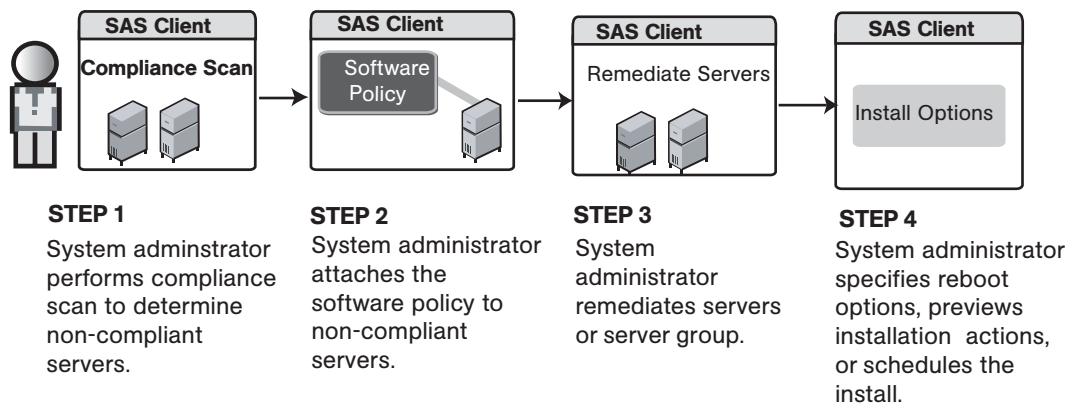 SAS Client
Compliance Scan
SAS Client
Software
Policy
SAS Client
Remediate Servers
SAS Client
Install Options
STEP 1
System adminstrator
performs compliance
scan to determine
non-compliant
servers.
STEP 2
System administrator
attaches the
software policy to
non-compliant
servers.
STEP 3
System
administrator
remediates servers
or server group.
STEP 4
System administrator
specifies reboot
options, previews
installation actions,
or schedules the
install.